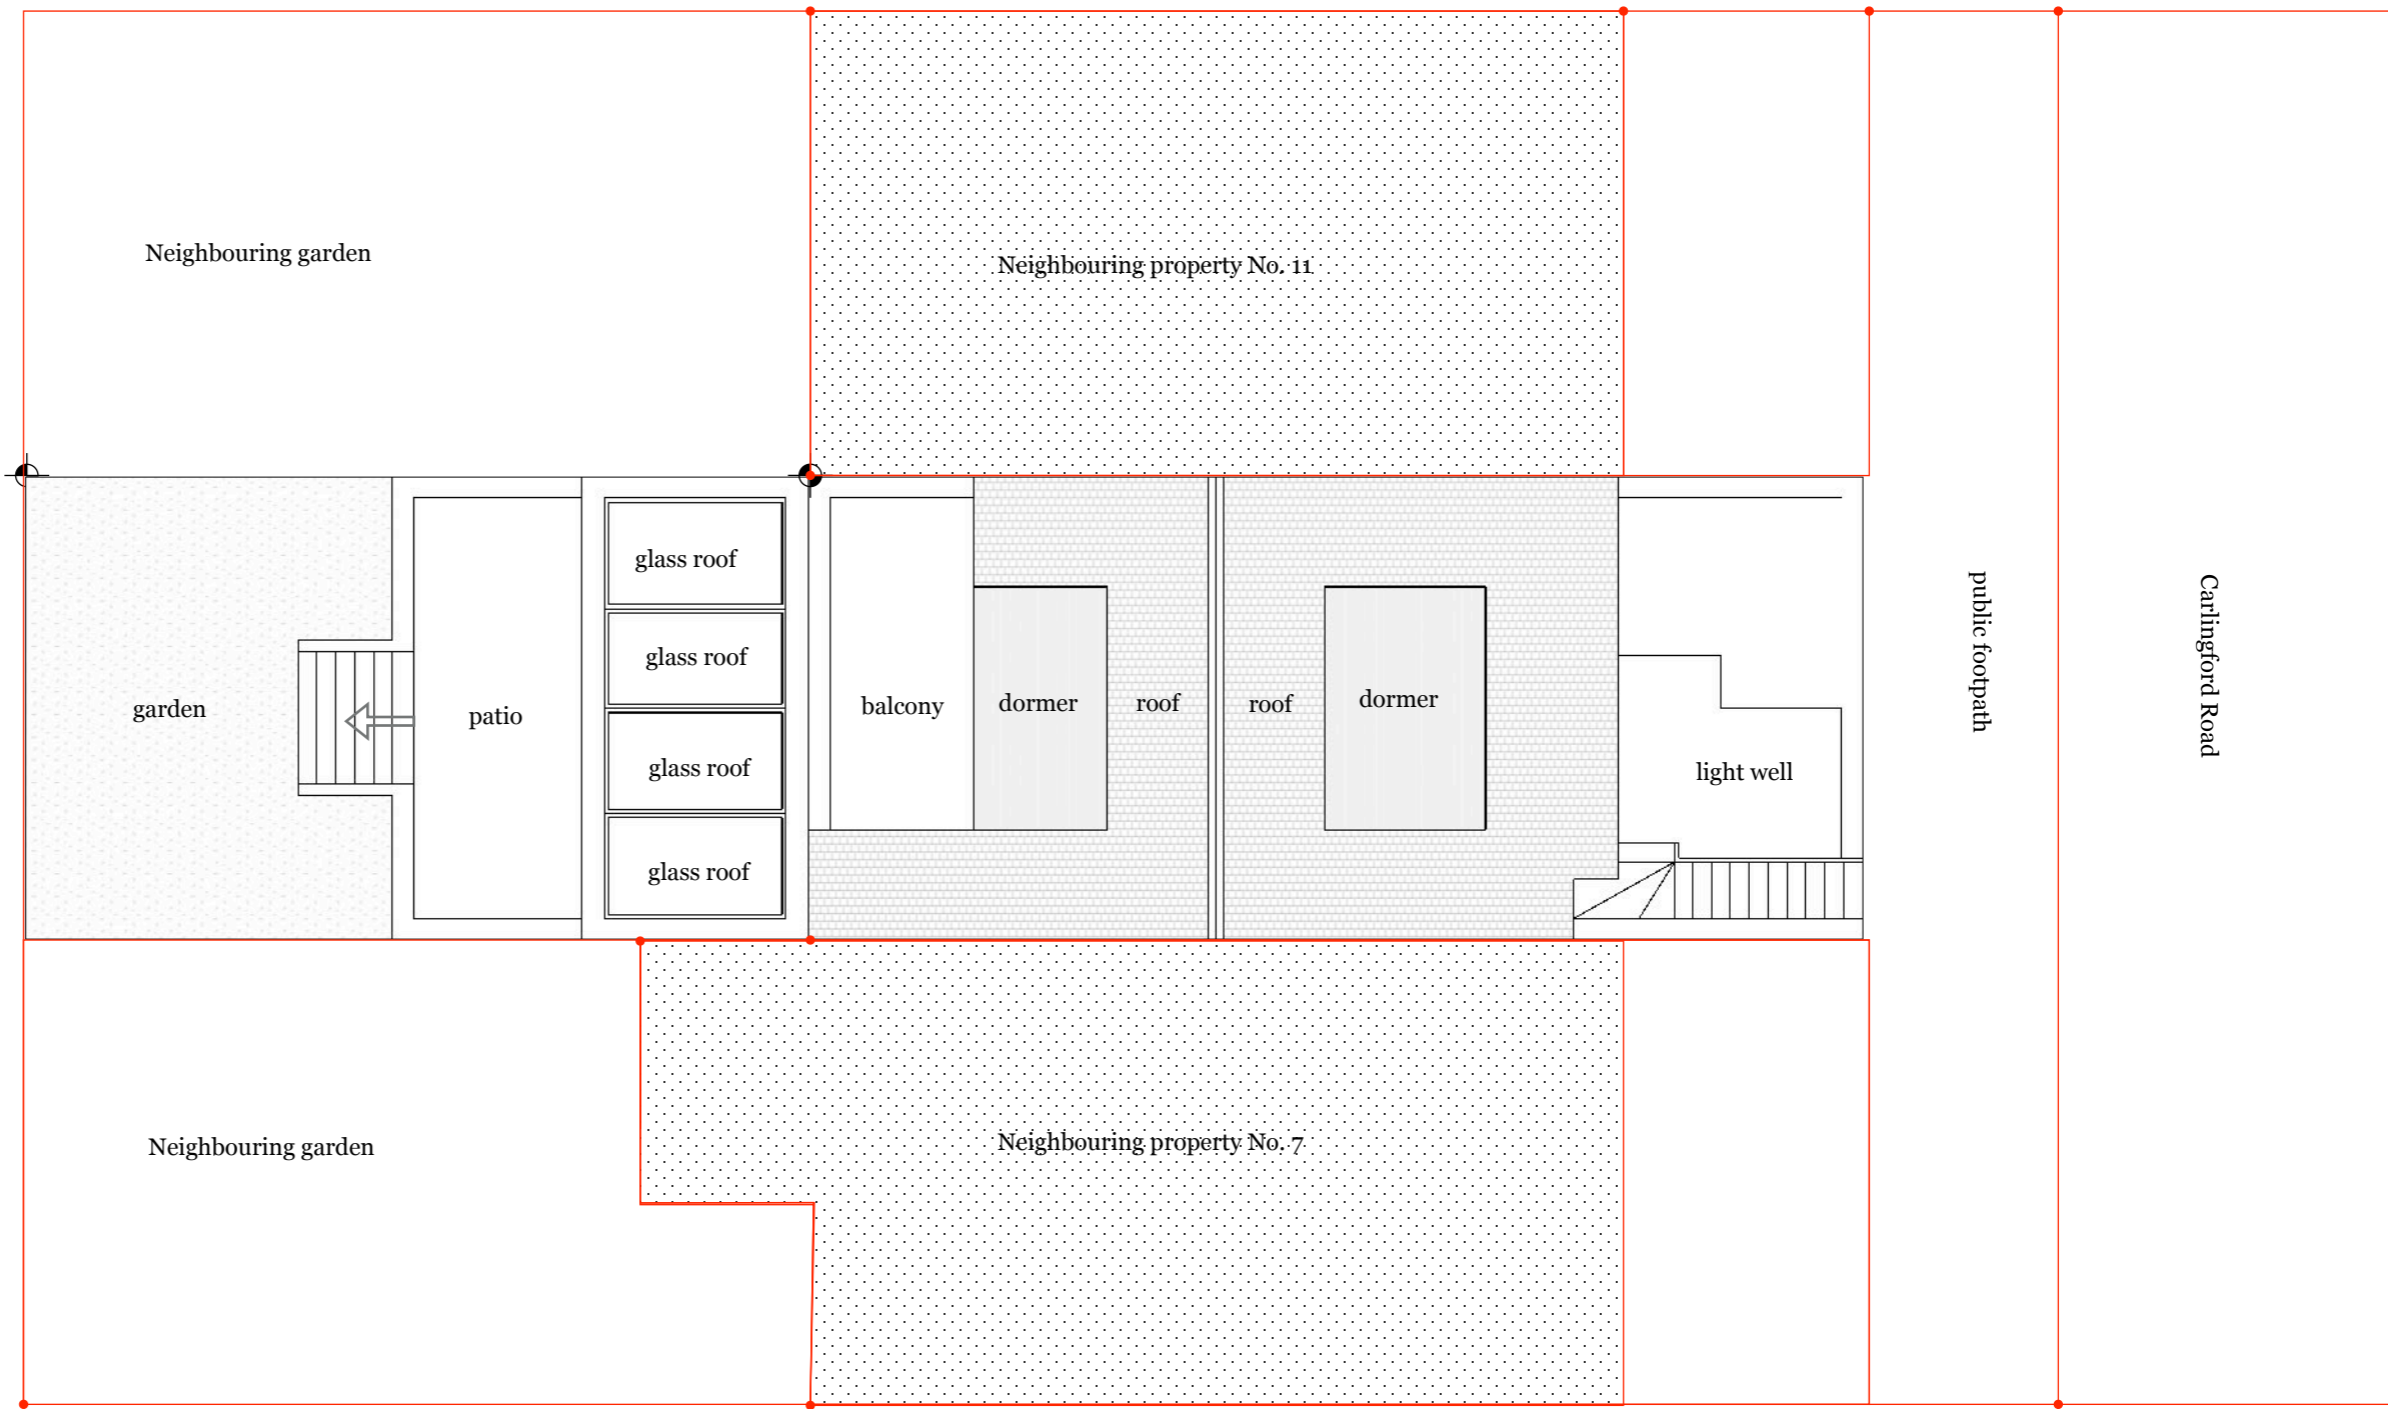 Neighbouring garden
Neighbouring property No. 11
glass roof
glass roof
glass roof
glass roof
garden
patio
balcony
dormer
roof
roof
dormer
light well
public footpath
Carlingford Road
Neighbouring garden
Neighbouring property No. 7